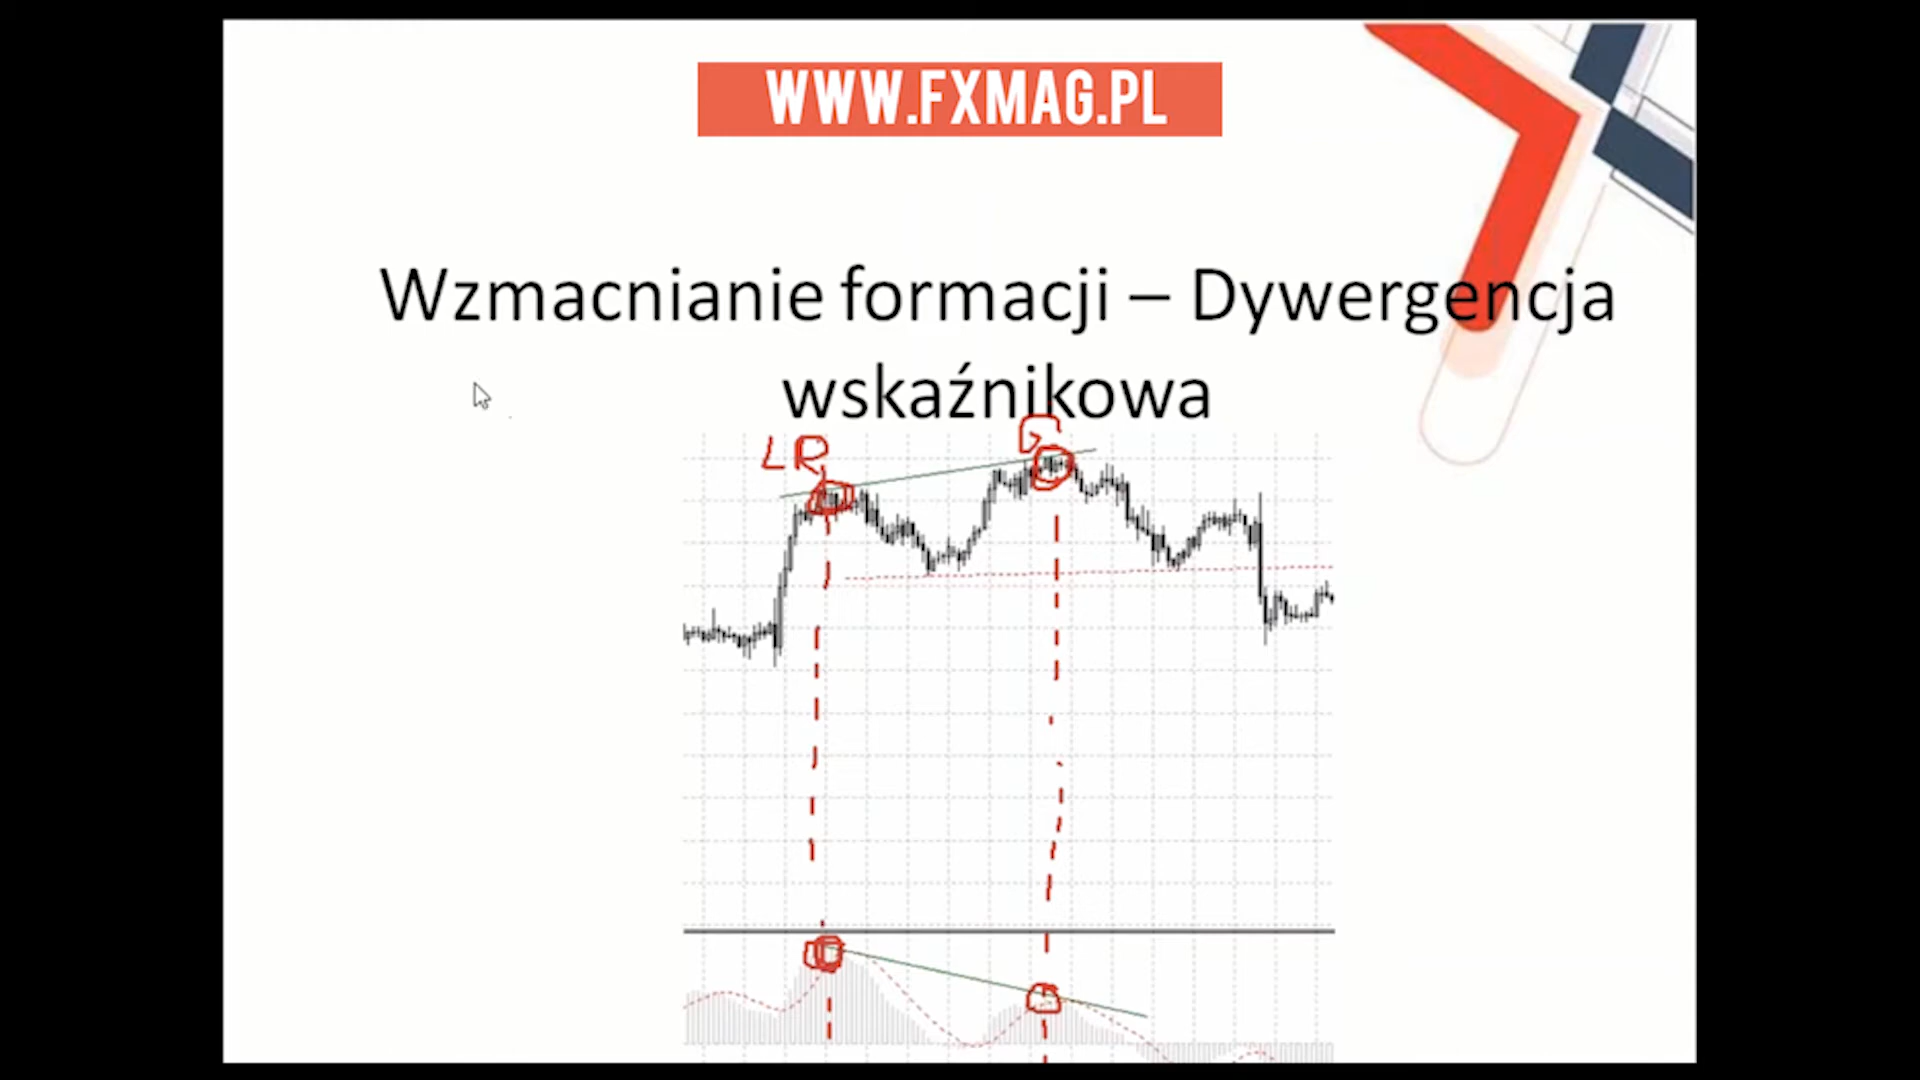 WWW.FXMAG.PL
Wzmacnianie formacji – Dywergencja
wskaźnikowa
LR
G